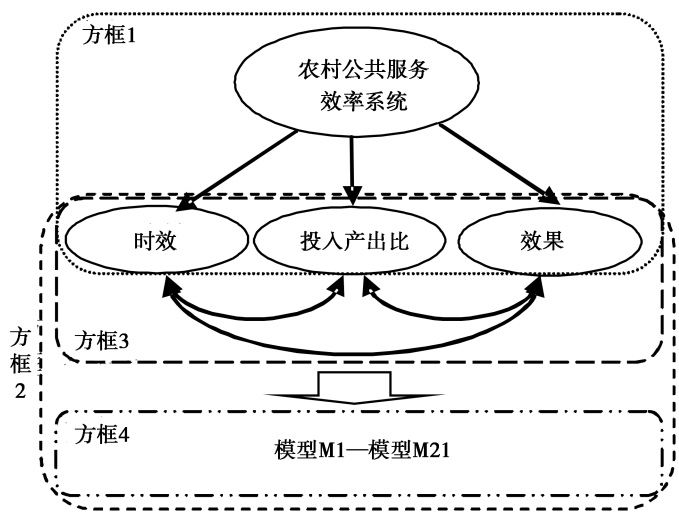 方框1
农村公共服务
效率系统
时效
投入产出比
效果
方框3
方
框
2
方框4
模型M1—模型M21